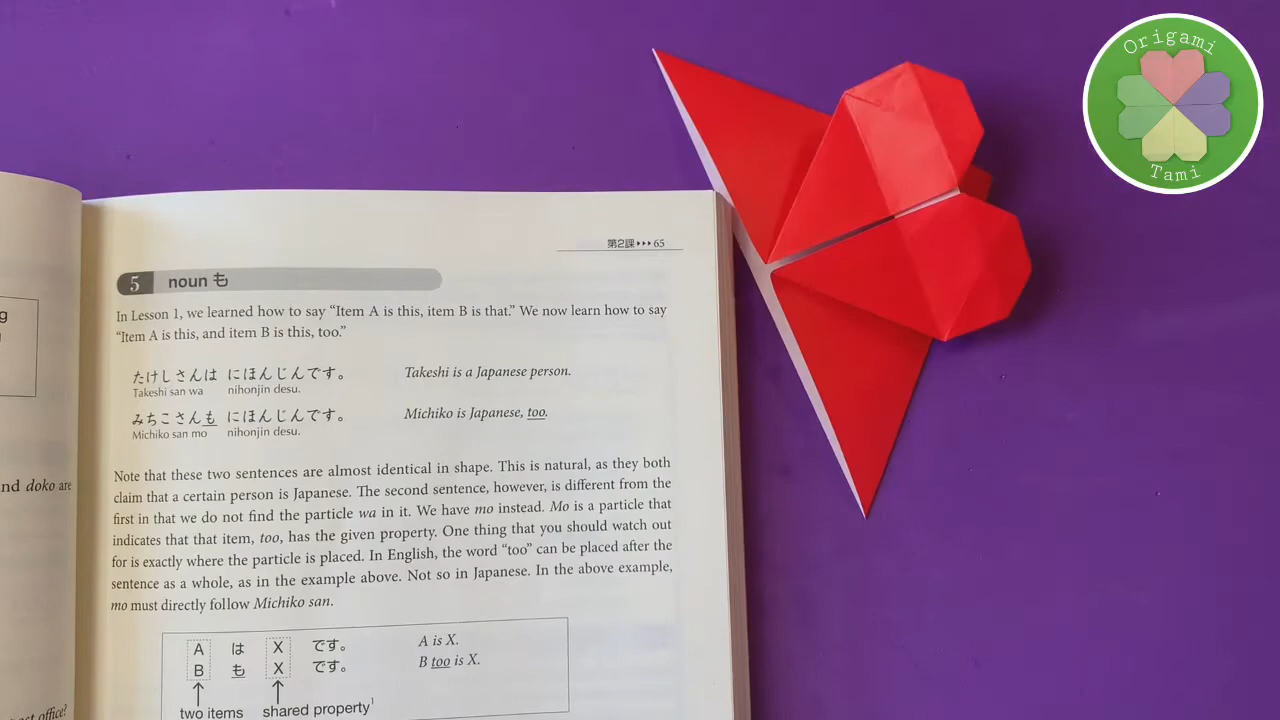 Origami
Tami
第2課▸▸▸65
5 noun も
In Lesson 1, we learned how to say “Item A is this, item B is that.” We now learn how to say
“Item A is this, and item B is this, too.”
たけしさんは にほんじんです。 Takeshi is a Japanese person.
Takeshi san wa nihonjin desu.
みちこさんも にほんじんです。 Michiko is Japanese, too.
Michiko san mo nihonjin desu.
Note that these two sentences are almost identical in shape. This is natural, as they both
claim that a certain person is Japanese. The second sentence, however, is different from the
first in that we do not find the particle wa in it. We have mo instead. Mo is a particle that
indicates that that item, too, has the given property. One thing that you should watch out
for is exactly where the particle is placed. In English, the word “too” can be placed after the
sentence as a whole, as in the example above. Not so in Japanese. In the above example,
mo must directly follow Michiko san.
A は X です。 A is X.
B も X です。 B too is X.
two items shared property¹
nd doko are
office?